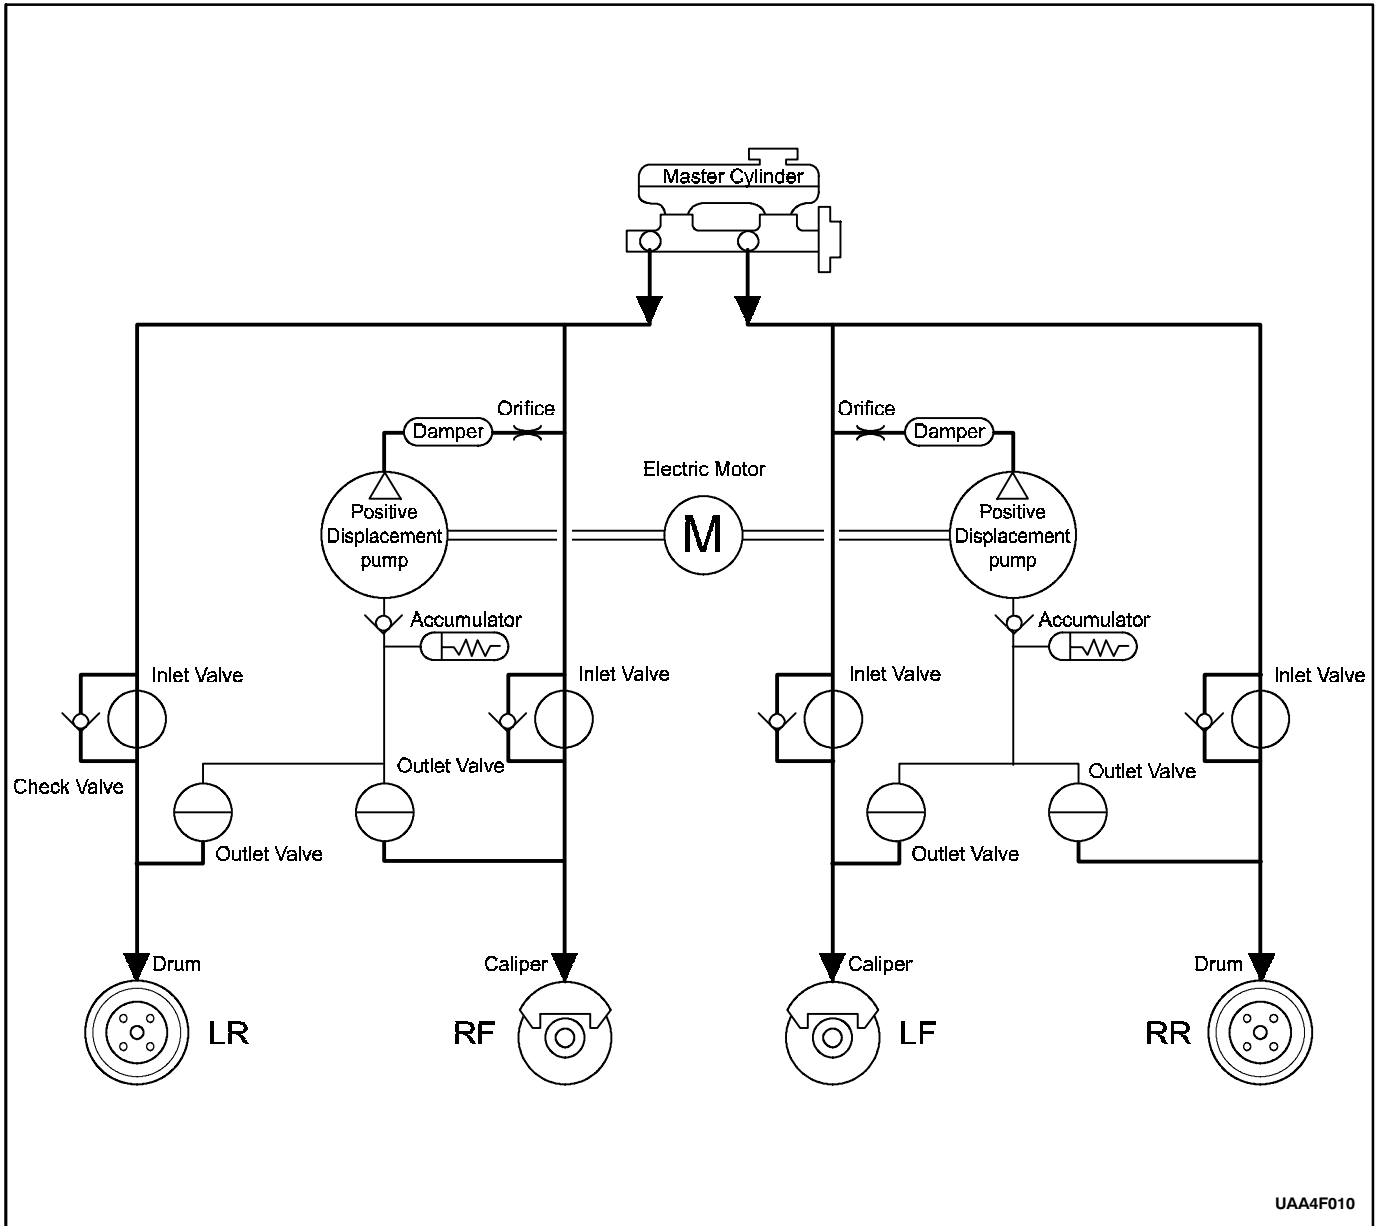 Master Cylinder
Orifice
Damper
Orifice
Damper
Electric Motor
M
Positive
Displacement
pump
Positive
Displacement
pump
Accumulator
Accumulator
Inlet Valve
Inlet Valve
Inlet Valve
Inlet Valve
Check Valve
Outlet Valve
Outlet Valve
Outlet Valve
Outlet Valve
Drum
Caliper
Caliper
Drum
LR
RF
LF
RR
UAA4F010